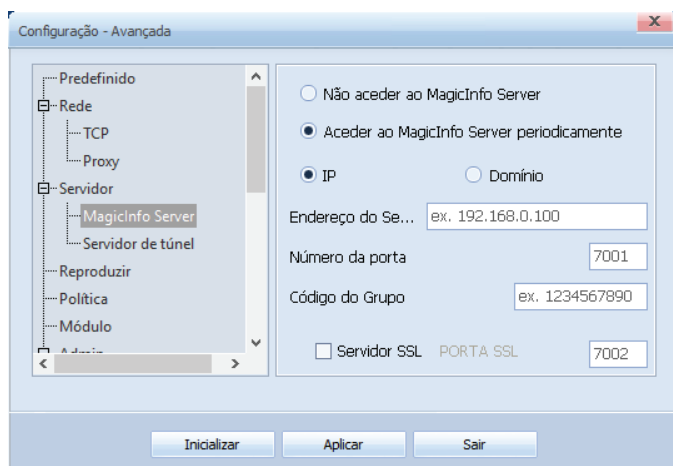 Configuração - Avançada
X
Predefinido
Rede
TCP
Proxy
Servidor
MagicInfo Server
Servidor de túnel
Reproduzir
Política
Módulo
Admin
Não aceder ao MagicInfo Server
Aceder ao MagicInfo Server periodicamente
IP Domínio
Endereço do Se... ex. 192.168.0.100
Número da porta 7001
Código do Grupo ex. 1234567890
Servidor SSL PORTA SSL 7002
Inicializar Aplicar Sair